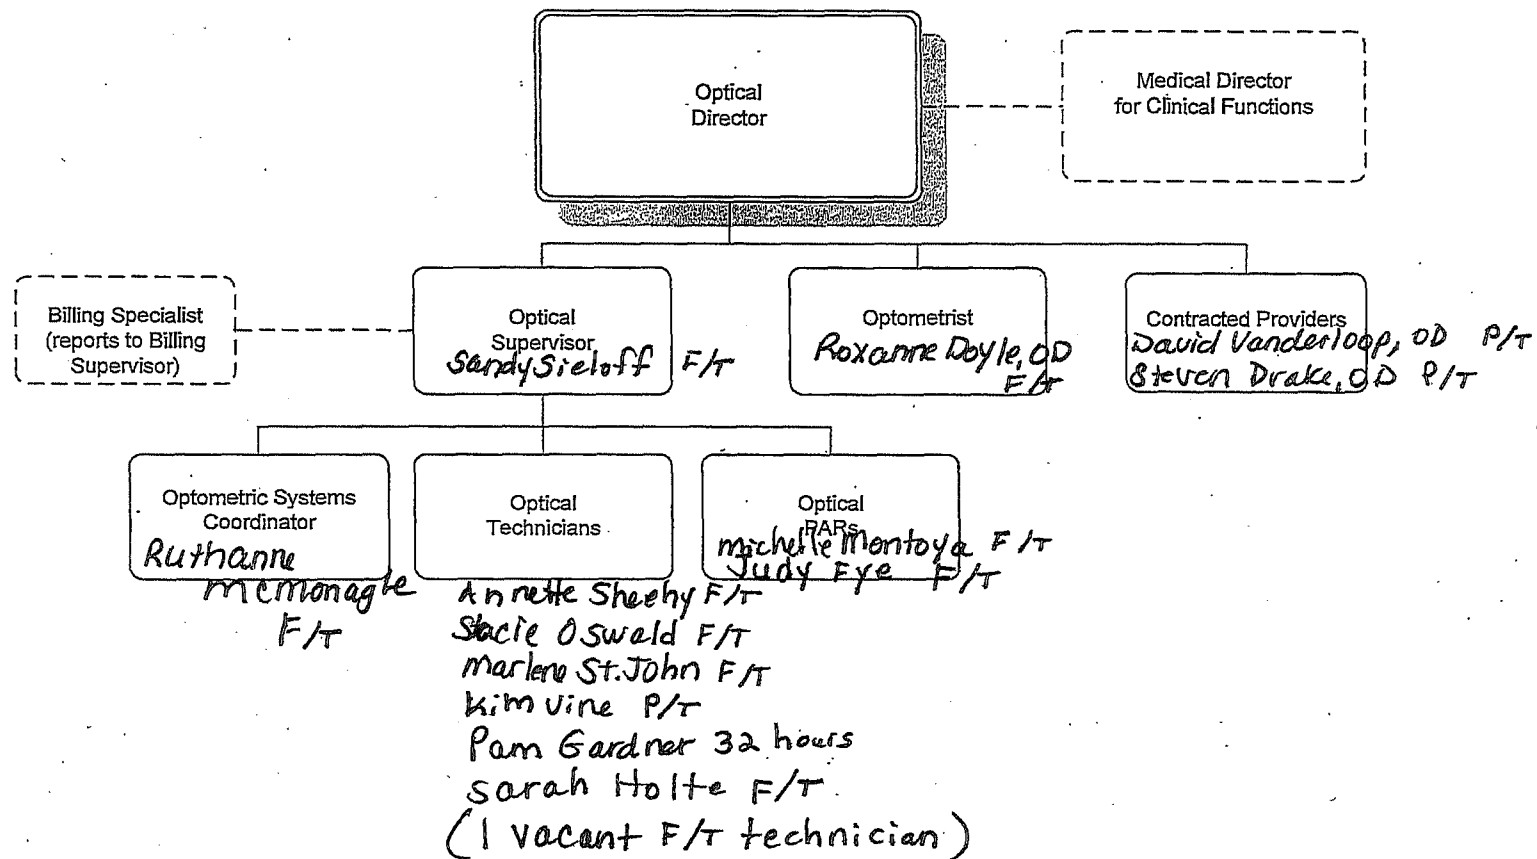 Optical
Director
Medical Director
for Clinical Functions
Billing Specialist
(reports to Billing
Supervisor)
Optical
Supervisor
Sandy Sieloff F/T
Optometrist
Roxanne Doyle, OD
F/T
Contracted Providers
David Vanderloop, OD P/T
Steven Drake, OD P/T
Optometric Systems
Coordinator
Ruthanne
McMonagle
F/T
Optical
Technicians
Annette Sheehy F/T
Stacie Oswald F/T
Marlene St. John F/T
Kim Vine P/T
Pam Gardner 32 hours
Sarah Holte F/T
(1 vacant F/T technician)
Optical
PARs
Michelle Montoya F/T
Judy Fye F/T